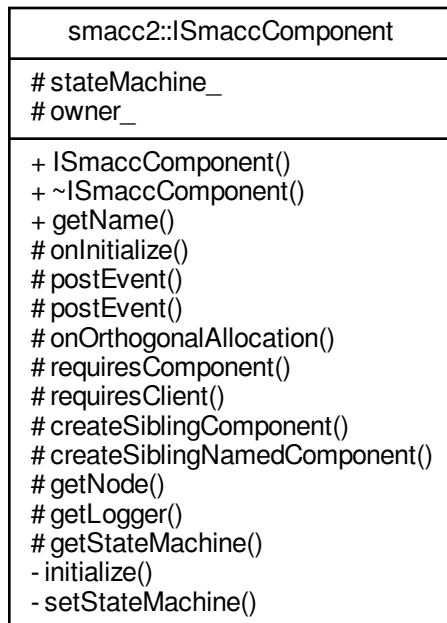 smacc2::ISmaccComponent
# stateMachine_
# owner_
+ ISmaccComponent()
+ ~ISmaccComponent()
+ getName()
# onInitialize()
# postEvent()
# postEvent()
# onOrthogonalAllocation()
# requiresComponent()
# requiresClient()
# createSiblingComponent()
# createSiblingNamedComponent()
# getNode()
# getLogger()
# getStateMachine()
- initialize()
- setStateMachine()